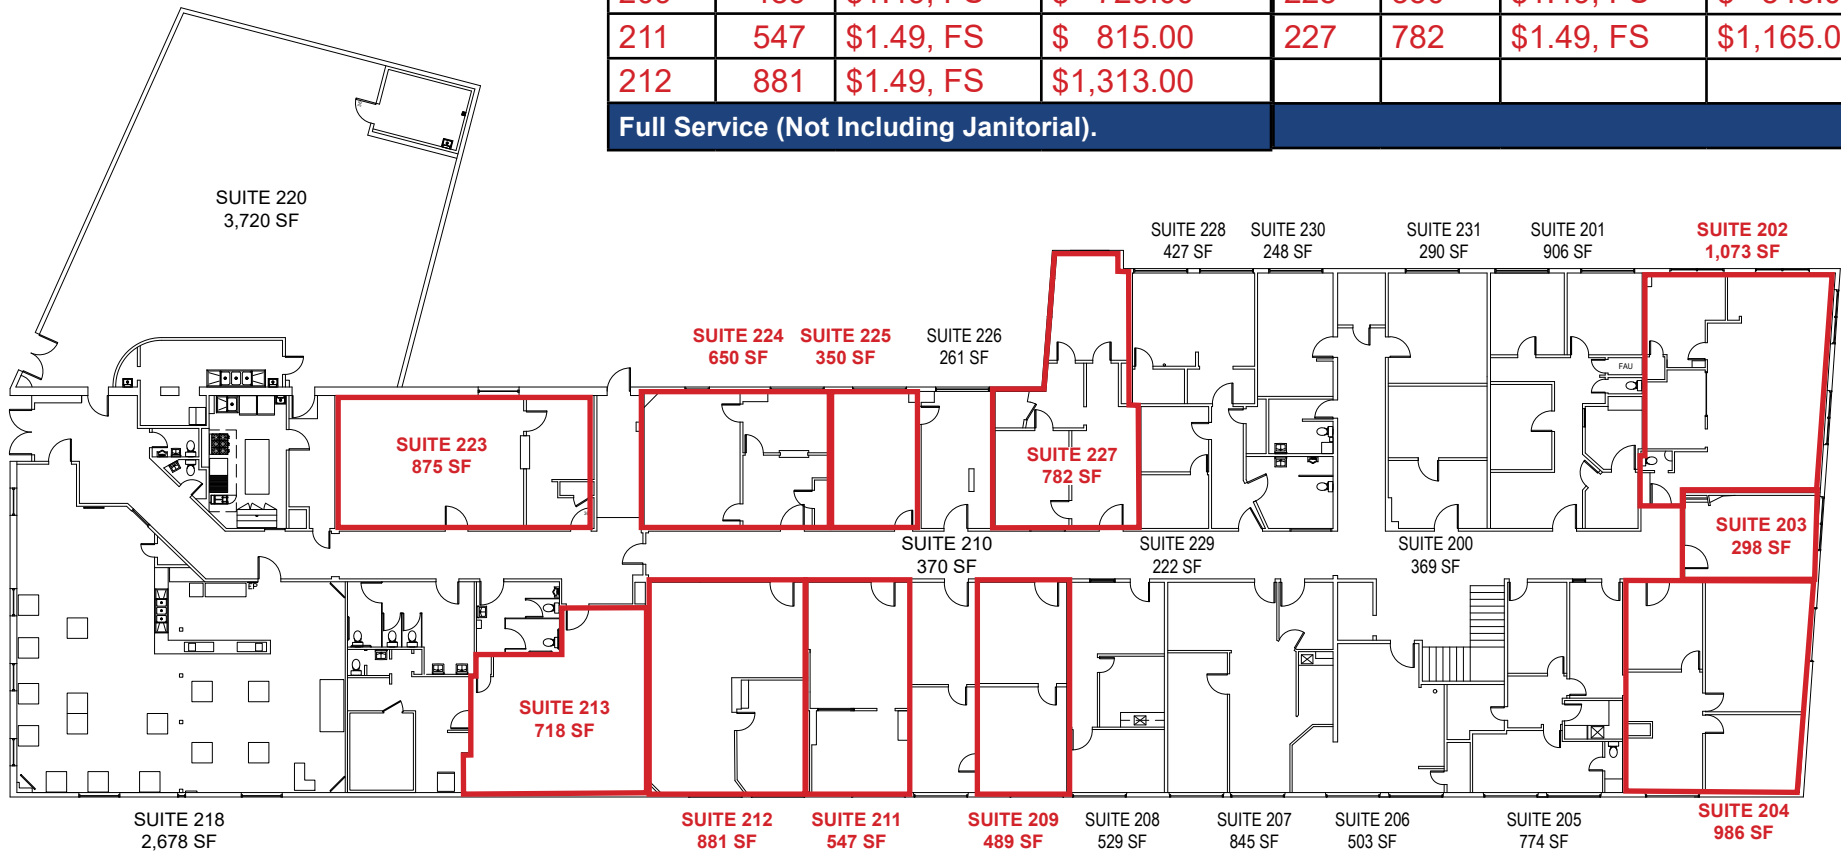 211 547 $1.49, FS $ 815.00 227 782 $1.49, FS
212 881 $1.49, FS $1,313.00
Full Service (Not Including Janitorial).
SUITE 220
3,720 SF
SUITE 228
427 SF
SUITE 230
248 SF
SUITE 231
290 SF
SUITE 201
906 SF
SUITE 202
1,073 SF
SUITE 224
650 SF
SUITE 225
350 SF
SUITE 226
261 SF
FAU
SUITE 223
875 SF
SUITE 227
782 SF
SUITE 203
298 SF
SUITE 210
370 SF
SUITE 229
222 SF
SUITE 200
369 SF
SUITE 213
718 SF
SUITE 218
2,678 SF
SUITE 212
881 SF
SUITE 211
547 SF
SUITE 209
489 SF
SUITE 208
529 SF
SUITE 207
845 SF
SUITE 206
503 SF
SUITE 205
774 SF
SUITE 204
986 SF